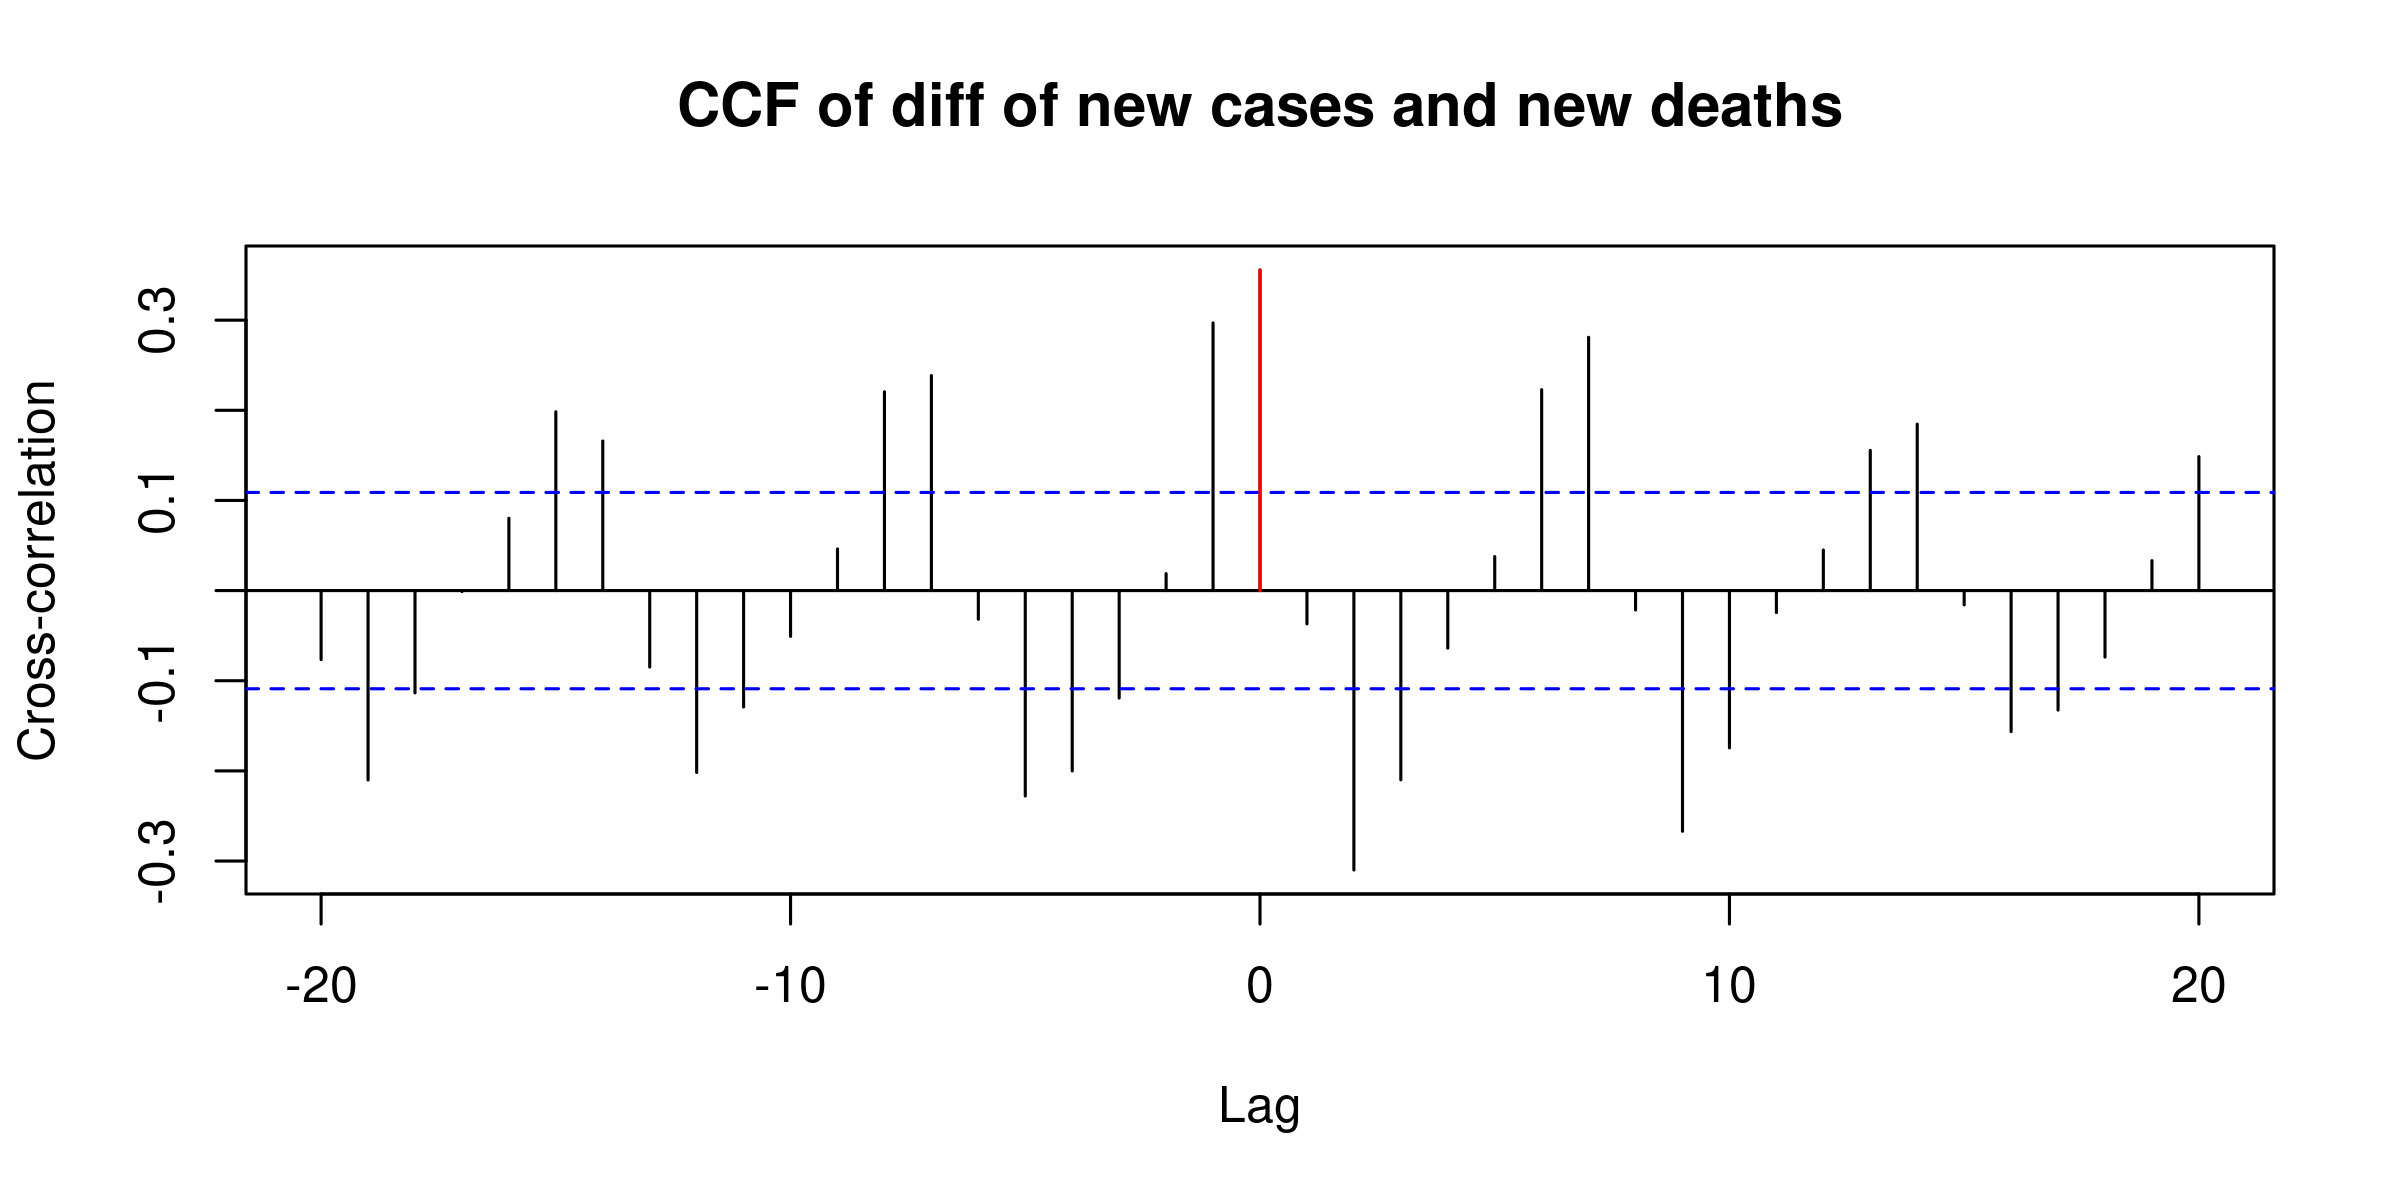 CCF of diff of new cases and new deaths
Cross-correlation
0.3
0.1
-0.1
-0.3
-20 -10 0 10 20
Lag